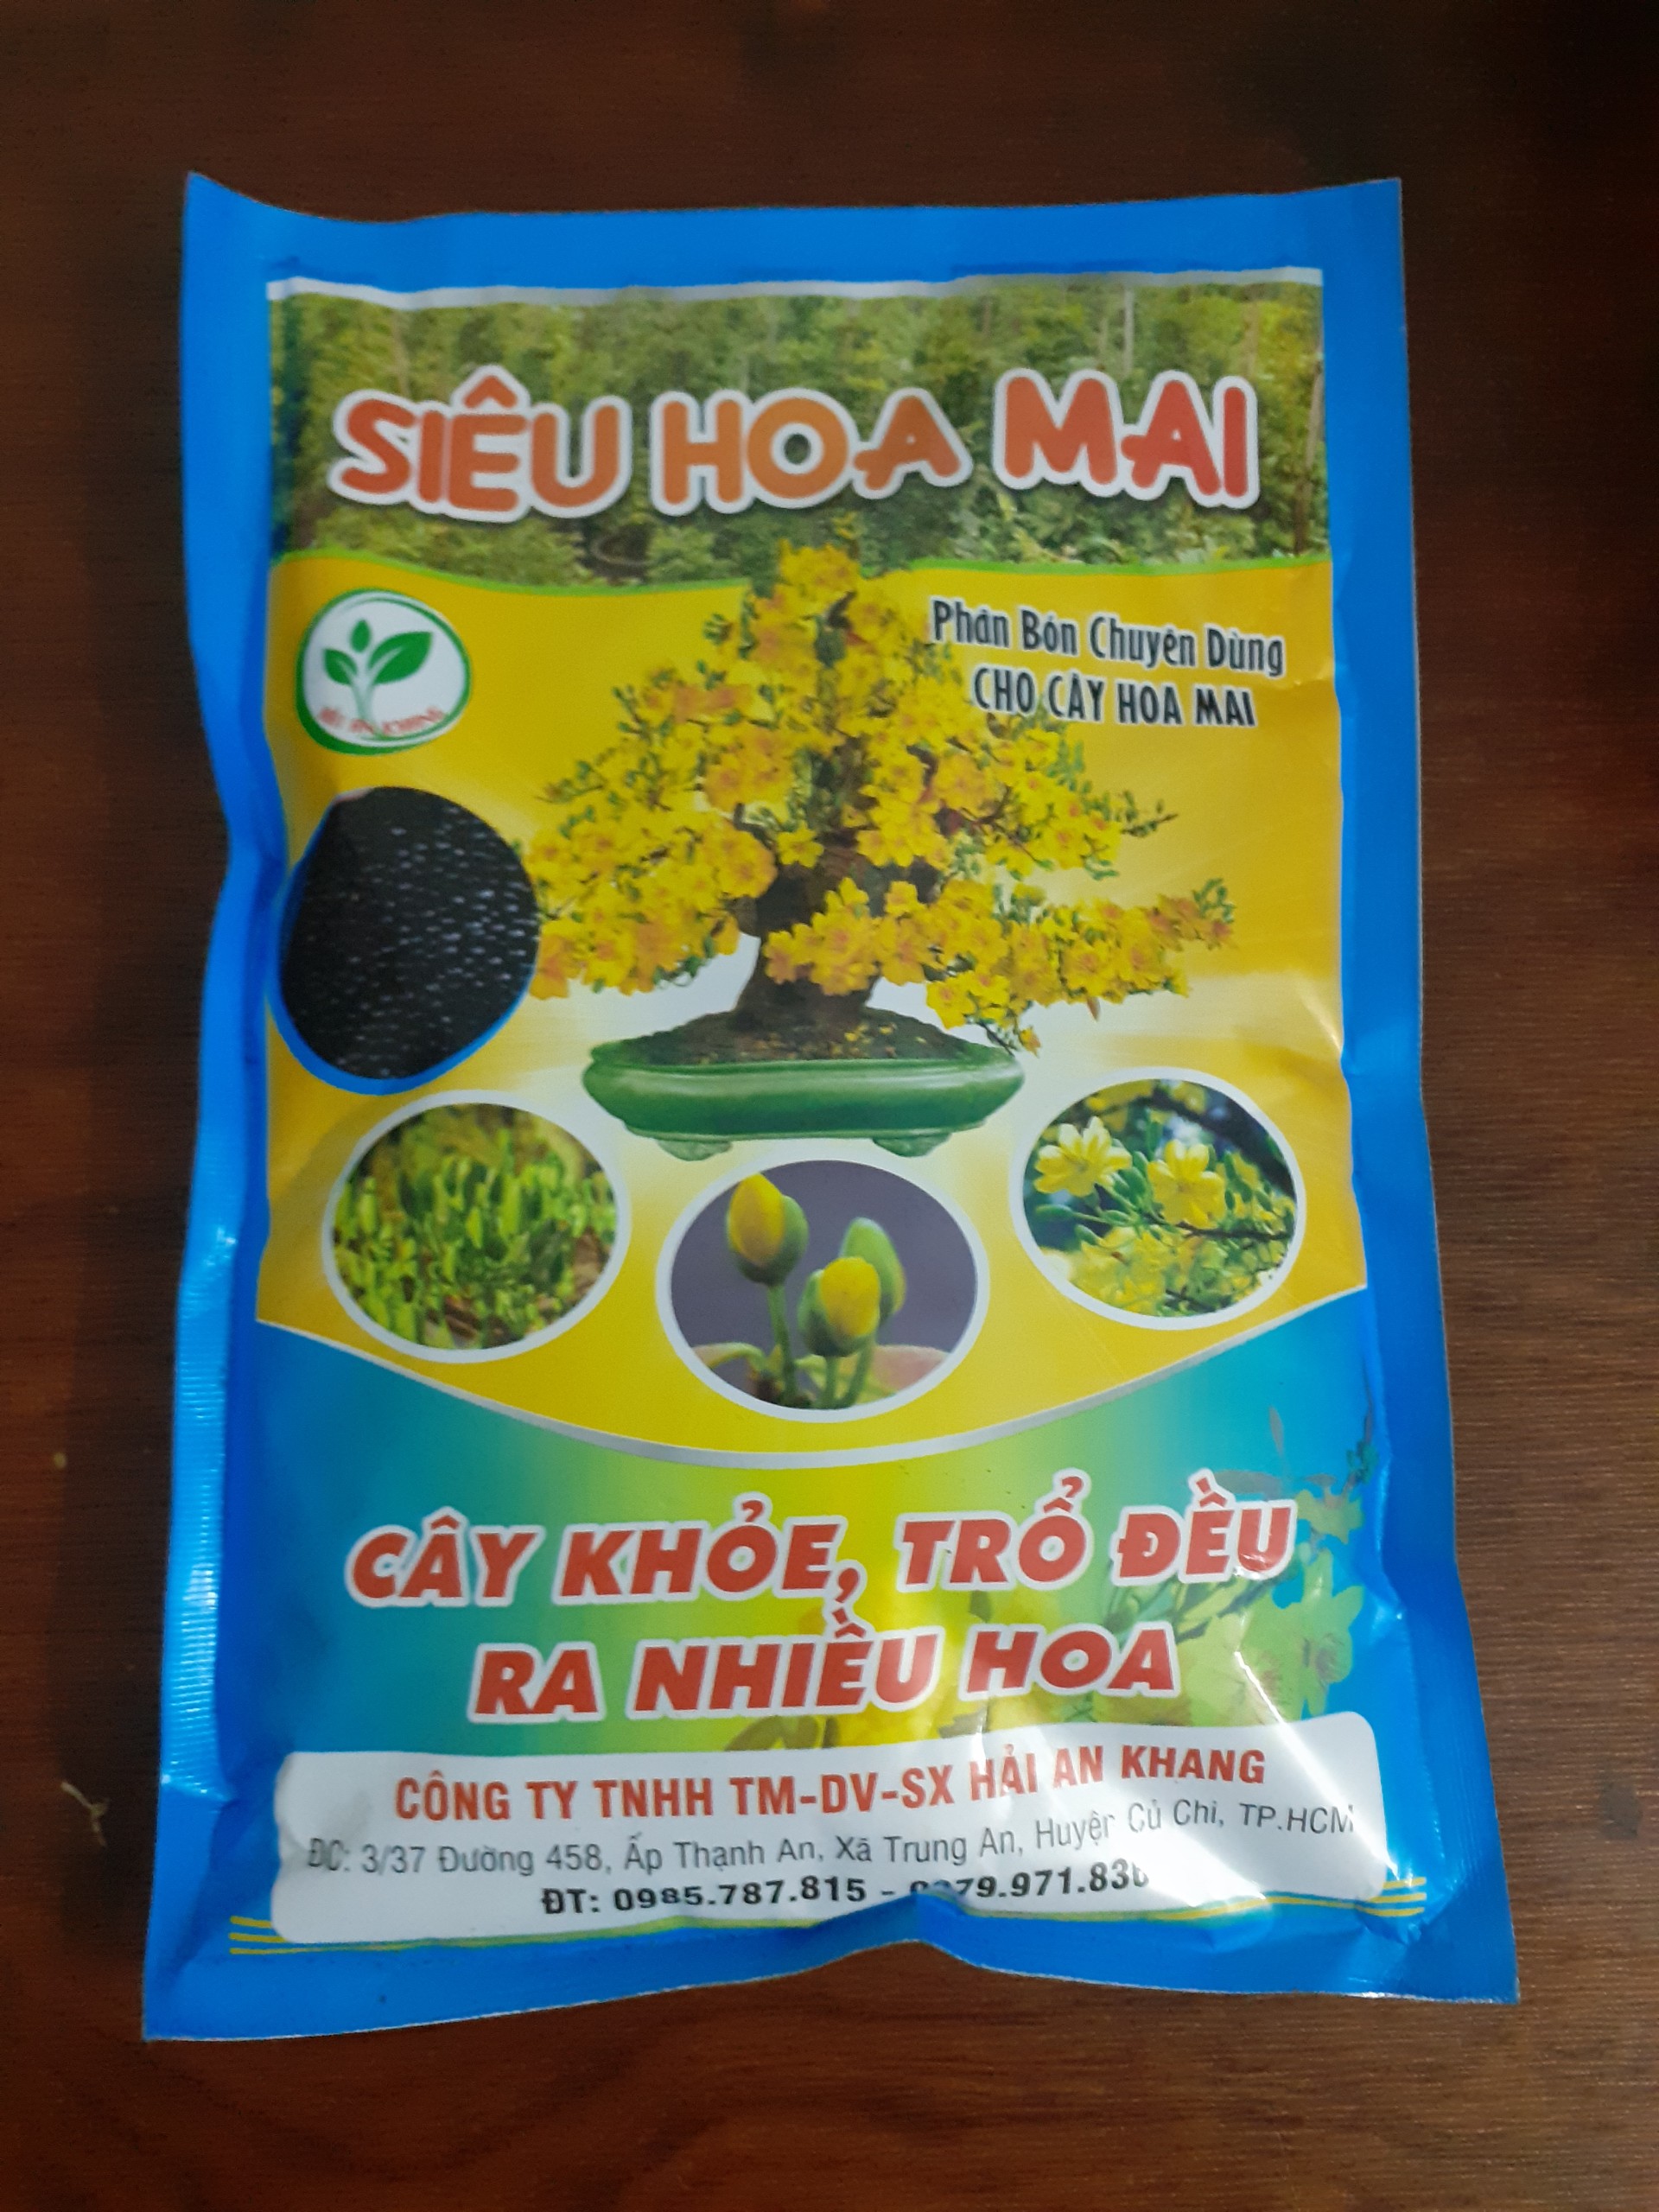 SIÊU HOA MAI
Phân Bón Chuyên Dùng
CHO CÂY HOA MAI
CÂY KHỎE, TRỔ ĐỀU
RA NHIỀU HOA
CÔNG TY TNHH TM-DV-SX HẢI AN KHANG
ĐC: 3/37 Đường 458, Ấp Thạnh An, Xã Trung An, Huyện Củ Chi, TP.HCM
ĐT: 0985.787.815 -